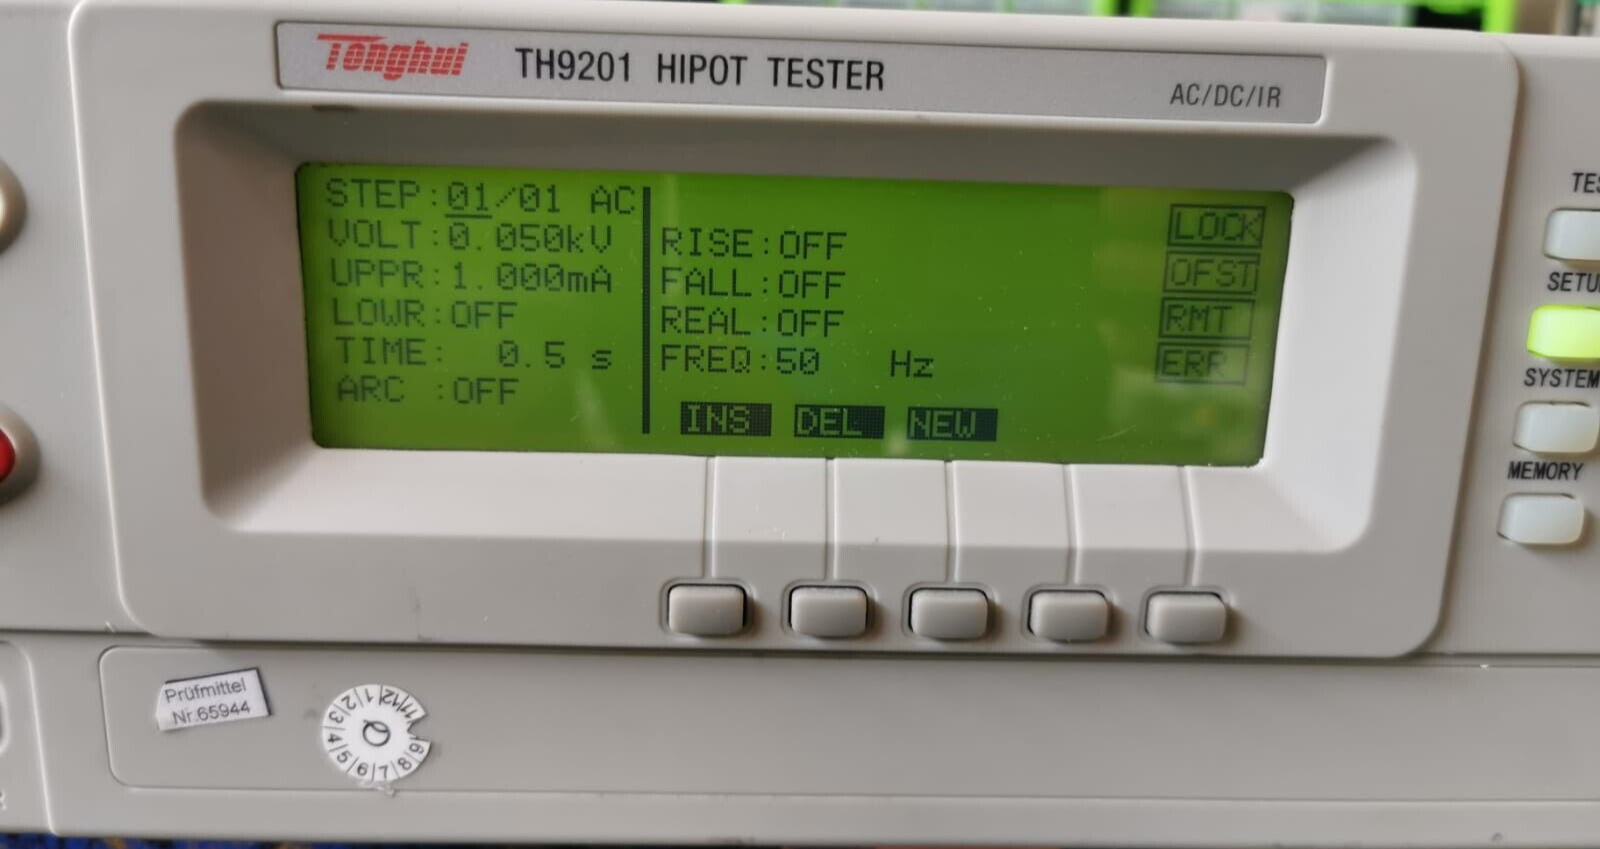 Tonghui TH9201 HIPOT TESTER
AC/DC/IR
STEP:01/01 AC
VOLT:0.050kV
UPPR:1.000mA
LOWR:OFF
TIME: 0.5 s
ARC :OFF
RISE:OFF
FALL:OFF
REAL:OFF
FREQ:50 Hz
INS DEL NEW
LOCK
OFST
RMT
ERR
TES
SETU
SYSTEM
MEMORY
Prüfmittel
Nr.65944
1 2 3 4 5 6 7 8 9 11 12